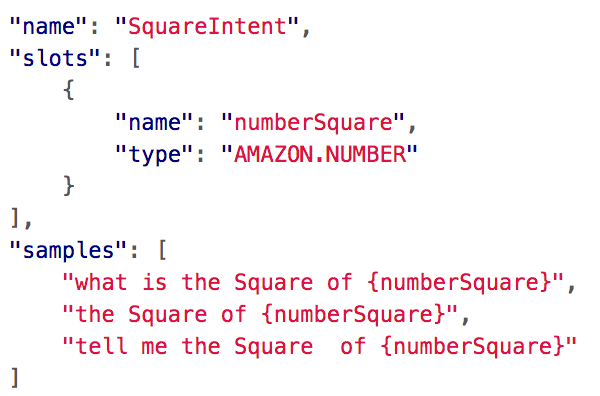 "name": "SquareIntent",
"slots": [
    {
        "name": "numberSquare",
        "type": "AMAZON.NUMBER"
    }
],
"samples": [
    "what is the Square of {numberSquare}",
    "the Square of {numberSquare}",
    "tell me the Square  of {numberSquare}"
]